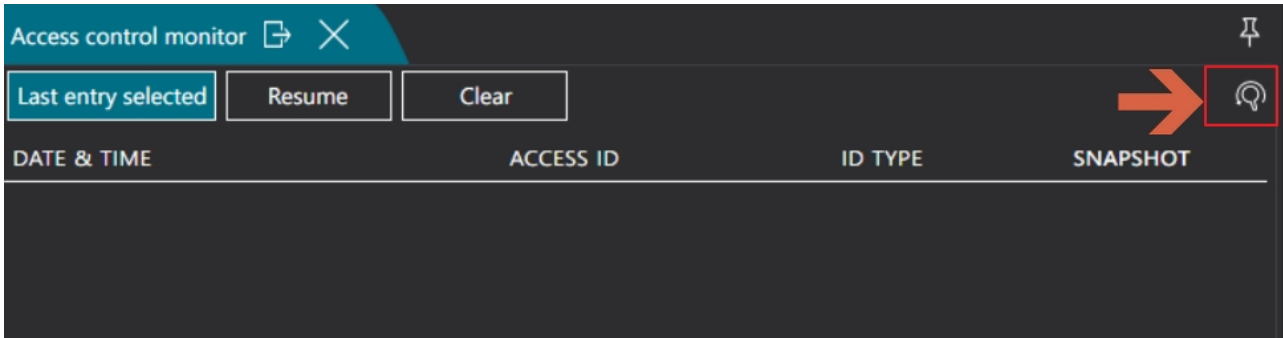 Access control monitor
Last entry selected Resume Clear
DATE & TIME ACCESS ID ID TYPE SNAPSHOT